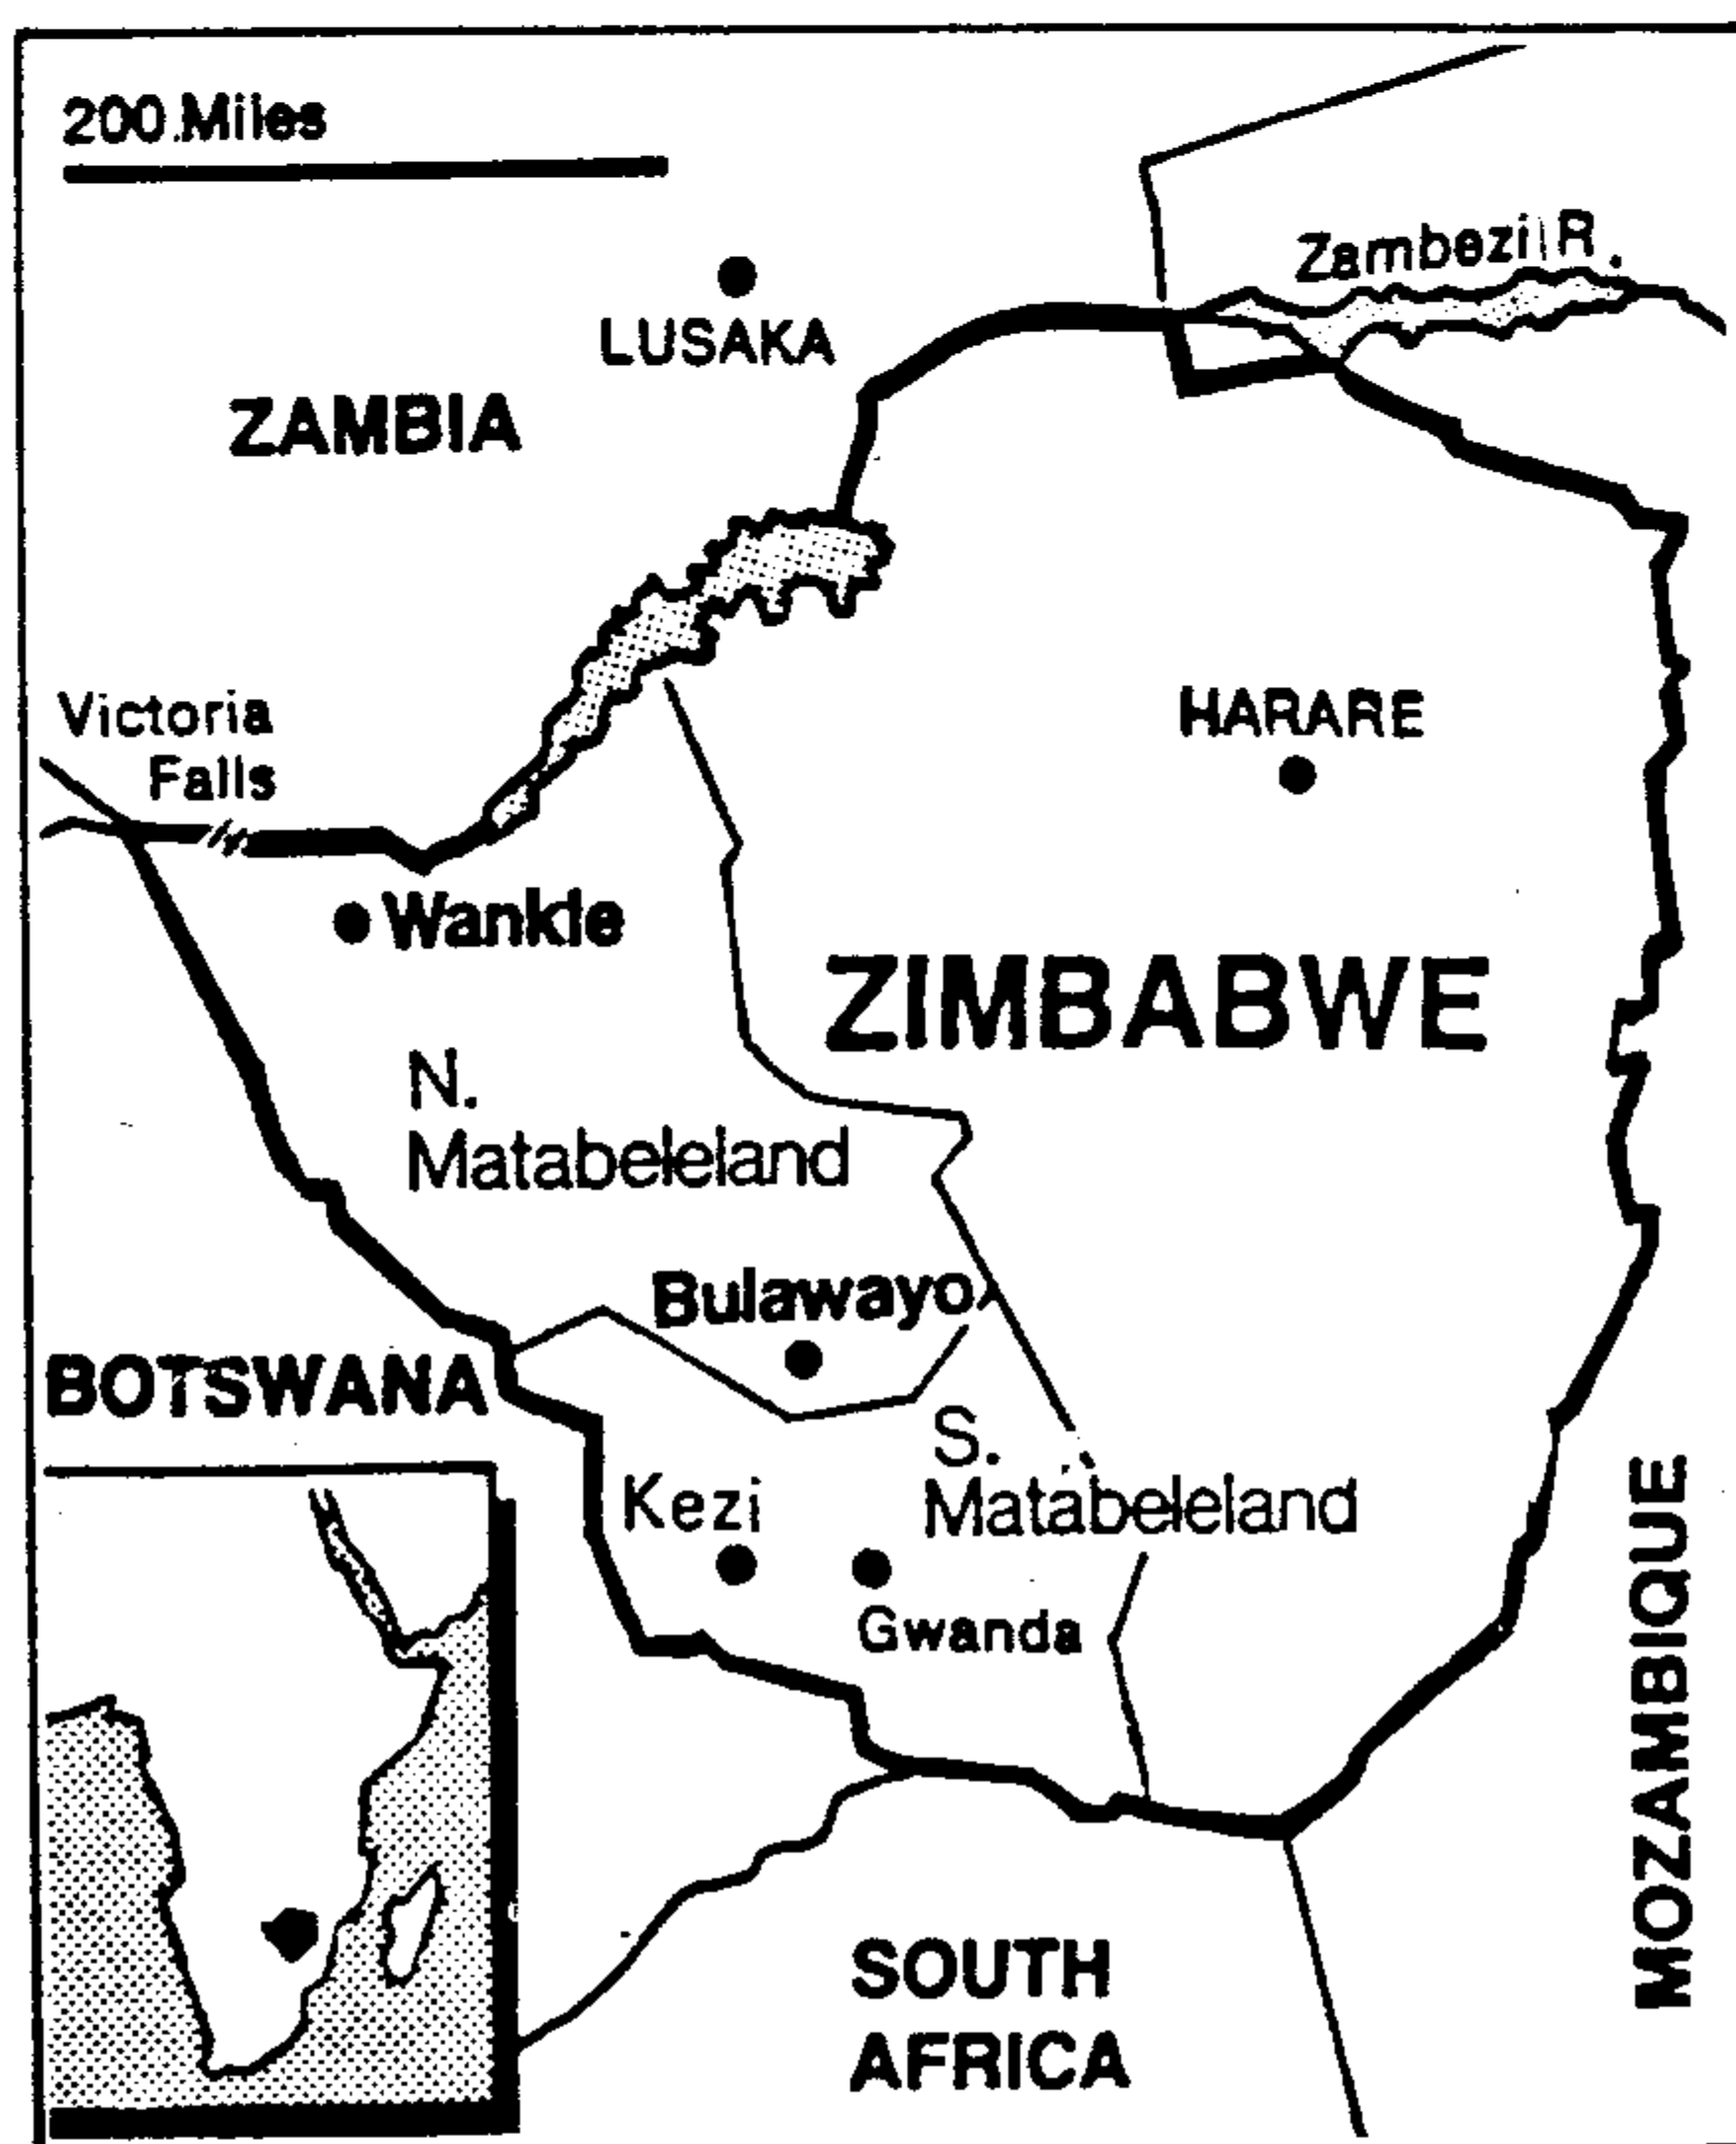 200 Miles
Zambezi R.
LUSAKA
ZAMBIA
Victoria
Falls
HARARE
Wankie
ZIMBABWE
N.
Matabeleland
Bulawayo
BOTSWANA
S.
Matabeleland
Kezi
Gwanda
MOZAMBIQUE
SOUTH
AFRICA